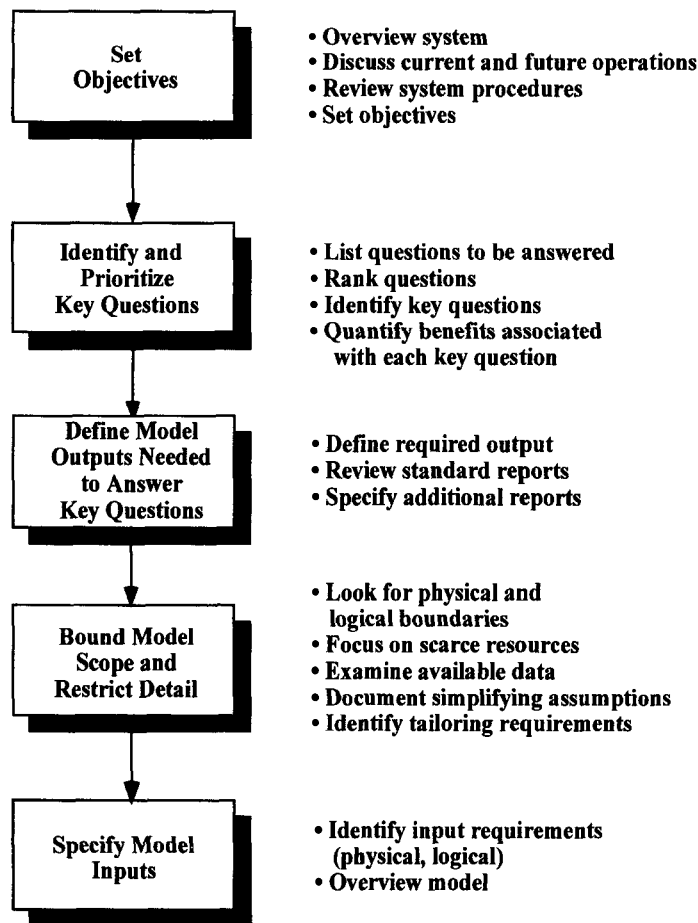 Set
Objectives
• Overview system
• Discuss current and future operations
• Review system procedures
• Set objectives
Identify and
Prioritize
Key Questions
• List questions to be answered
• Rank questions
• Identify key questions
• Quantify benefits associated
with each key question
Define Model
Outputs Needed
to Answer
Key Questions
• Define required output
• Review standard reports
• Specify additional reports
Bound Model
Scope and
Restrict Detail
• Look for physical and
logical boundaries
• Focus on scarce resources
• Examine available data
• Document simplifying assumptions
• Identify tailoring requirements
Specify Model
Inputs
• Identify input requirements
(physical, logical)
• Overview model